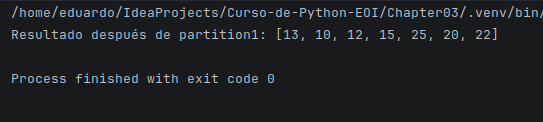 /home/eduardo/IdeaProjects/Curso-de-Python-EOI/Chapter03/.venv/bin/
Resultado después de partition1: [13, 10, 12, 15, 25, 20, 22]
Process finished with exit code 0